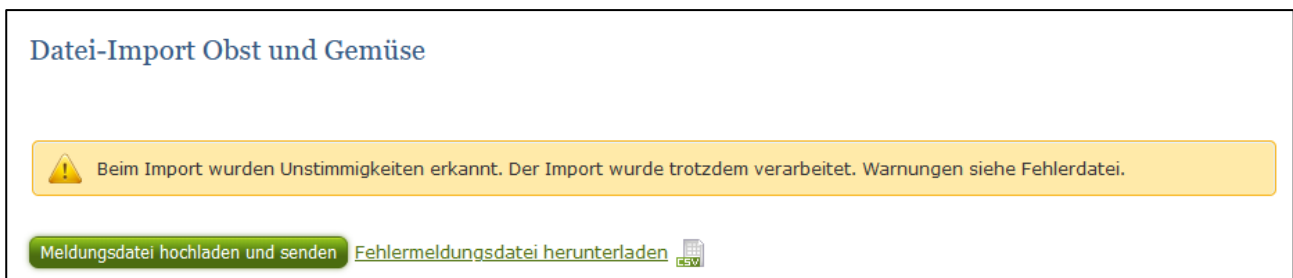 Datei-Import Obst und Gemüse
Beim Import wurden Unstimmigkeiten erkannt. Der Import wurde trotzdem verarbeitet. Warnungen siehe Fehlerdatei.
Meldungsdatei hochladen und senden Fehlermeldungsdatei herunterladen CSV